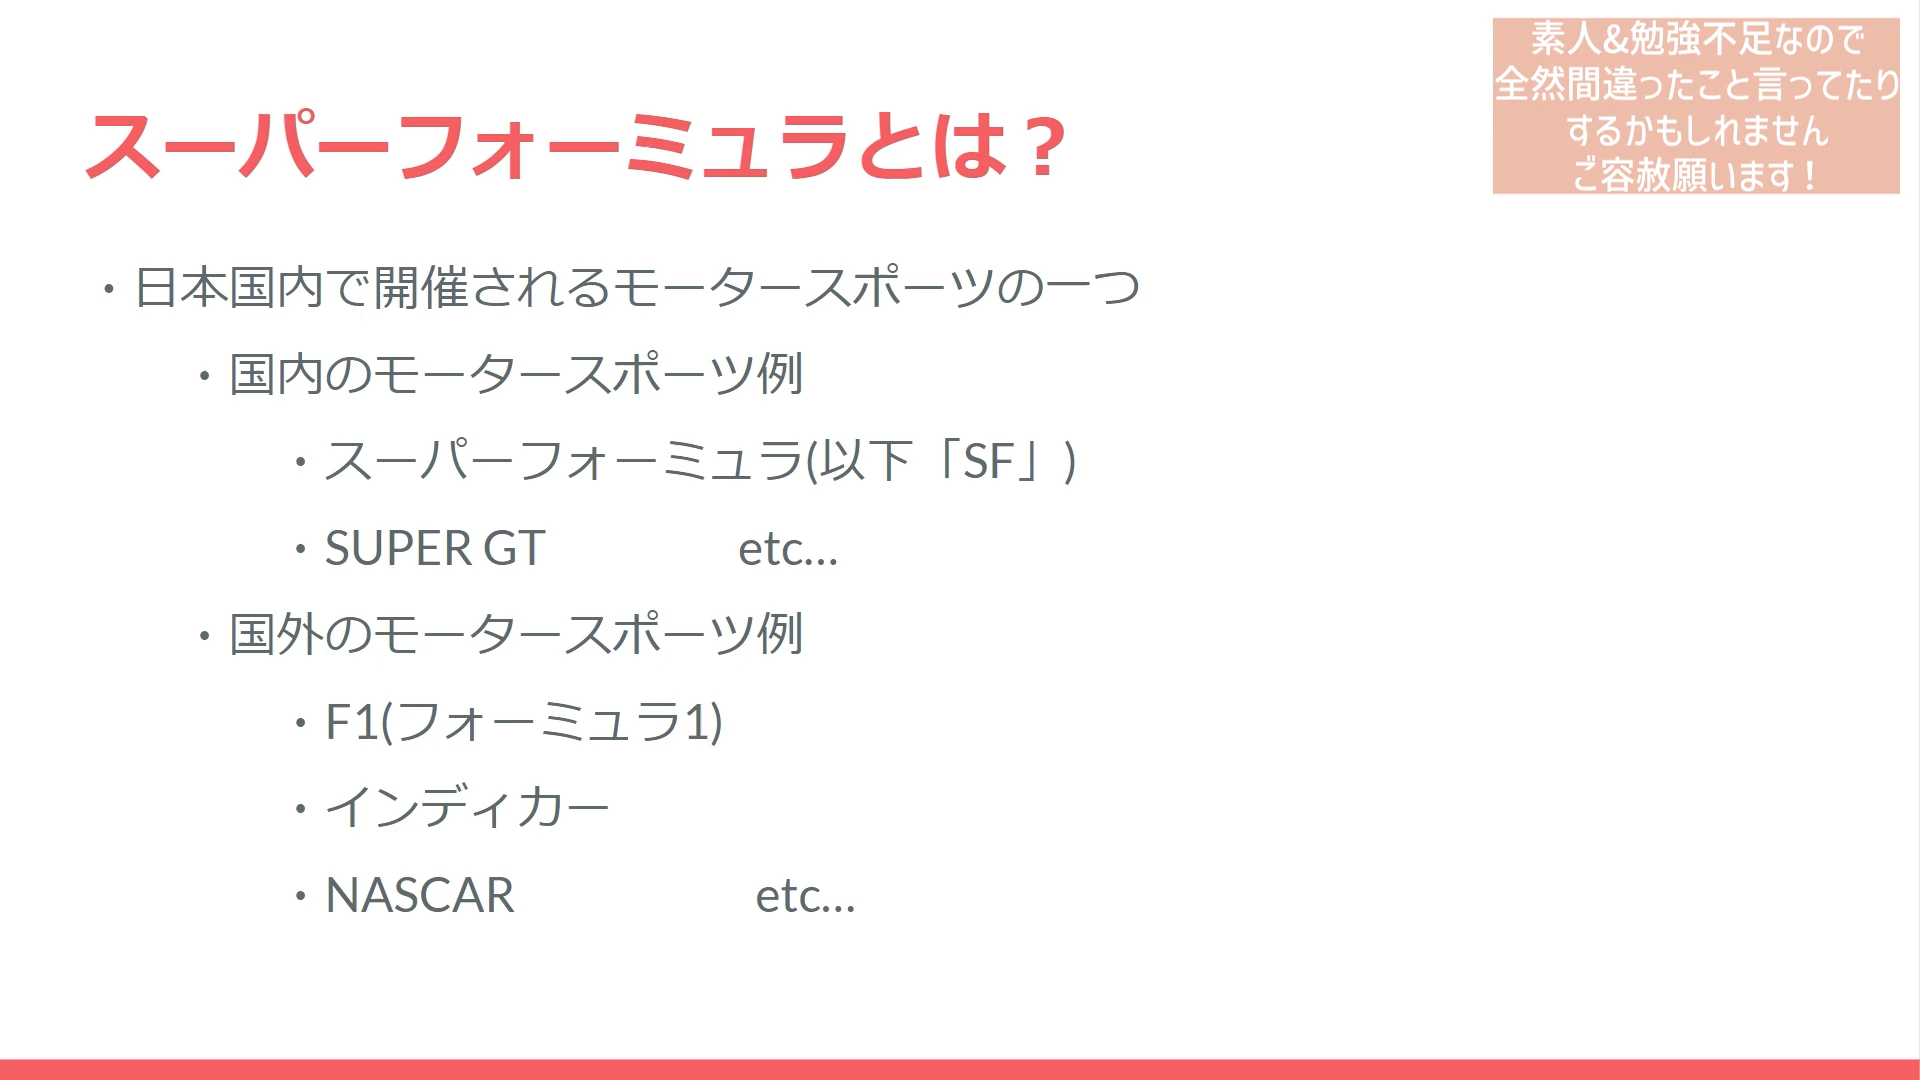 素人&勉強不足なので
全然間違ったこと言ってたり
するかもしれません
ご容赦願います！
スーパーフォーミュラとは？
・日本国内で開催されるモータースポーツの一つ
・国内のモータースポーツ例
・スーパーフォーミュラ(以下「SF」)
・SUPER GT etc…
・国外のモータースポーツ例
・F1(フォーミュラ1)
・インディカー
・NASCAR etc…